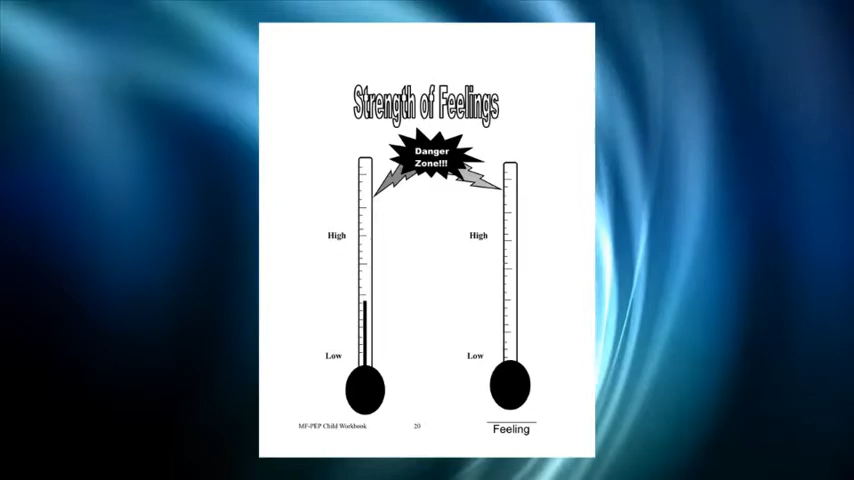 Strength of Feelings
Danger
Zone!!!
High
High
Low
Low
MF-PEP Child Workbook
20
Feeling